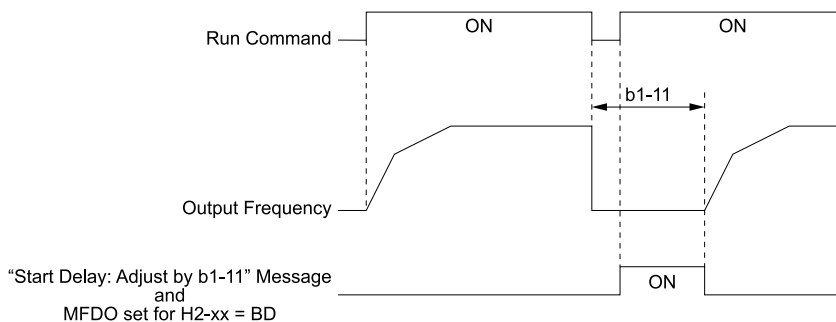 Run Command
ON
ON
b1-11
Output Frequency
“Start Delay: Adjust by b1-11” Message
and
MFDO set for H2-xx = BD
ON